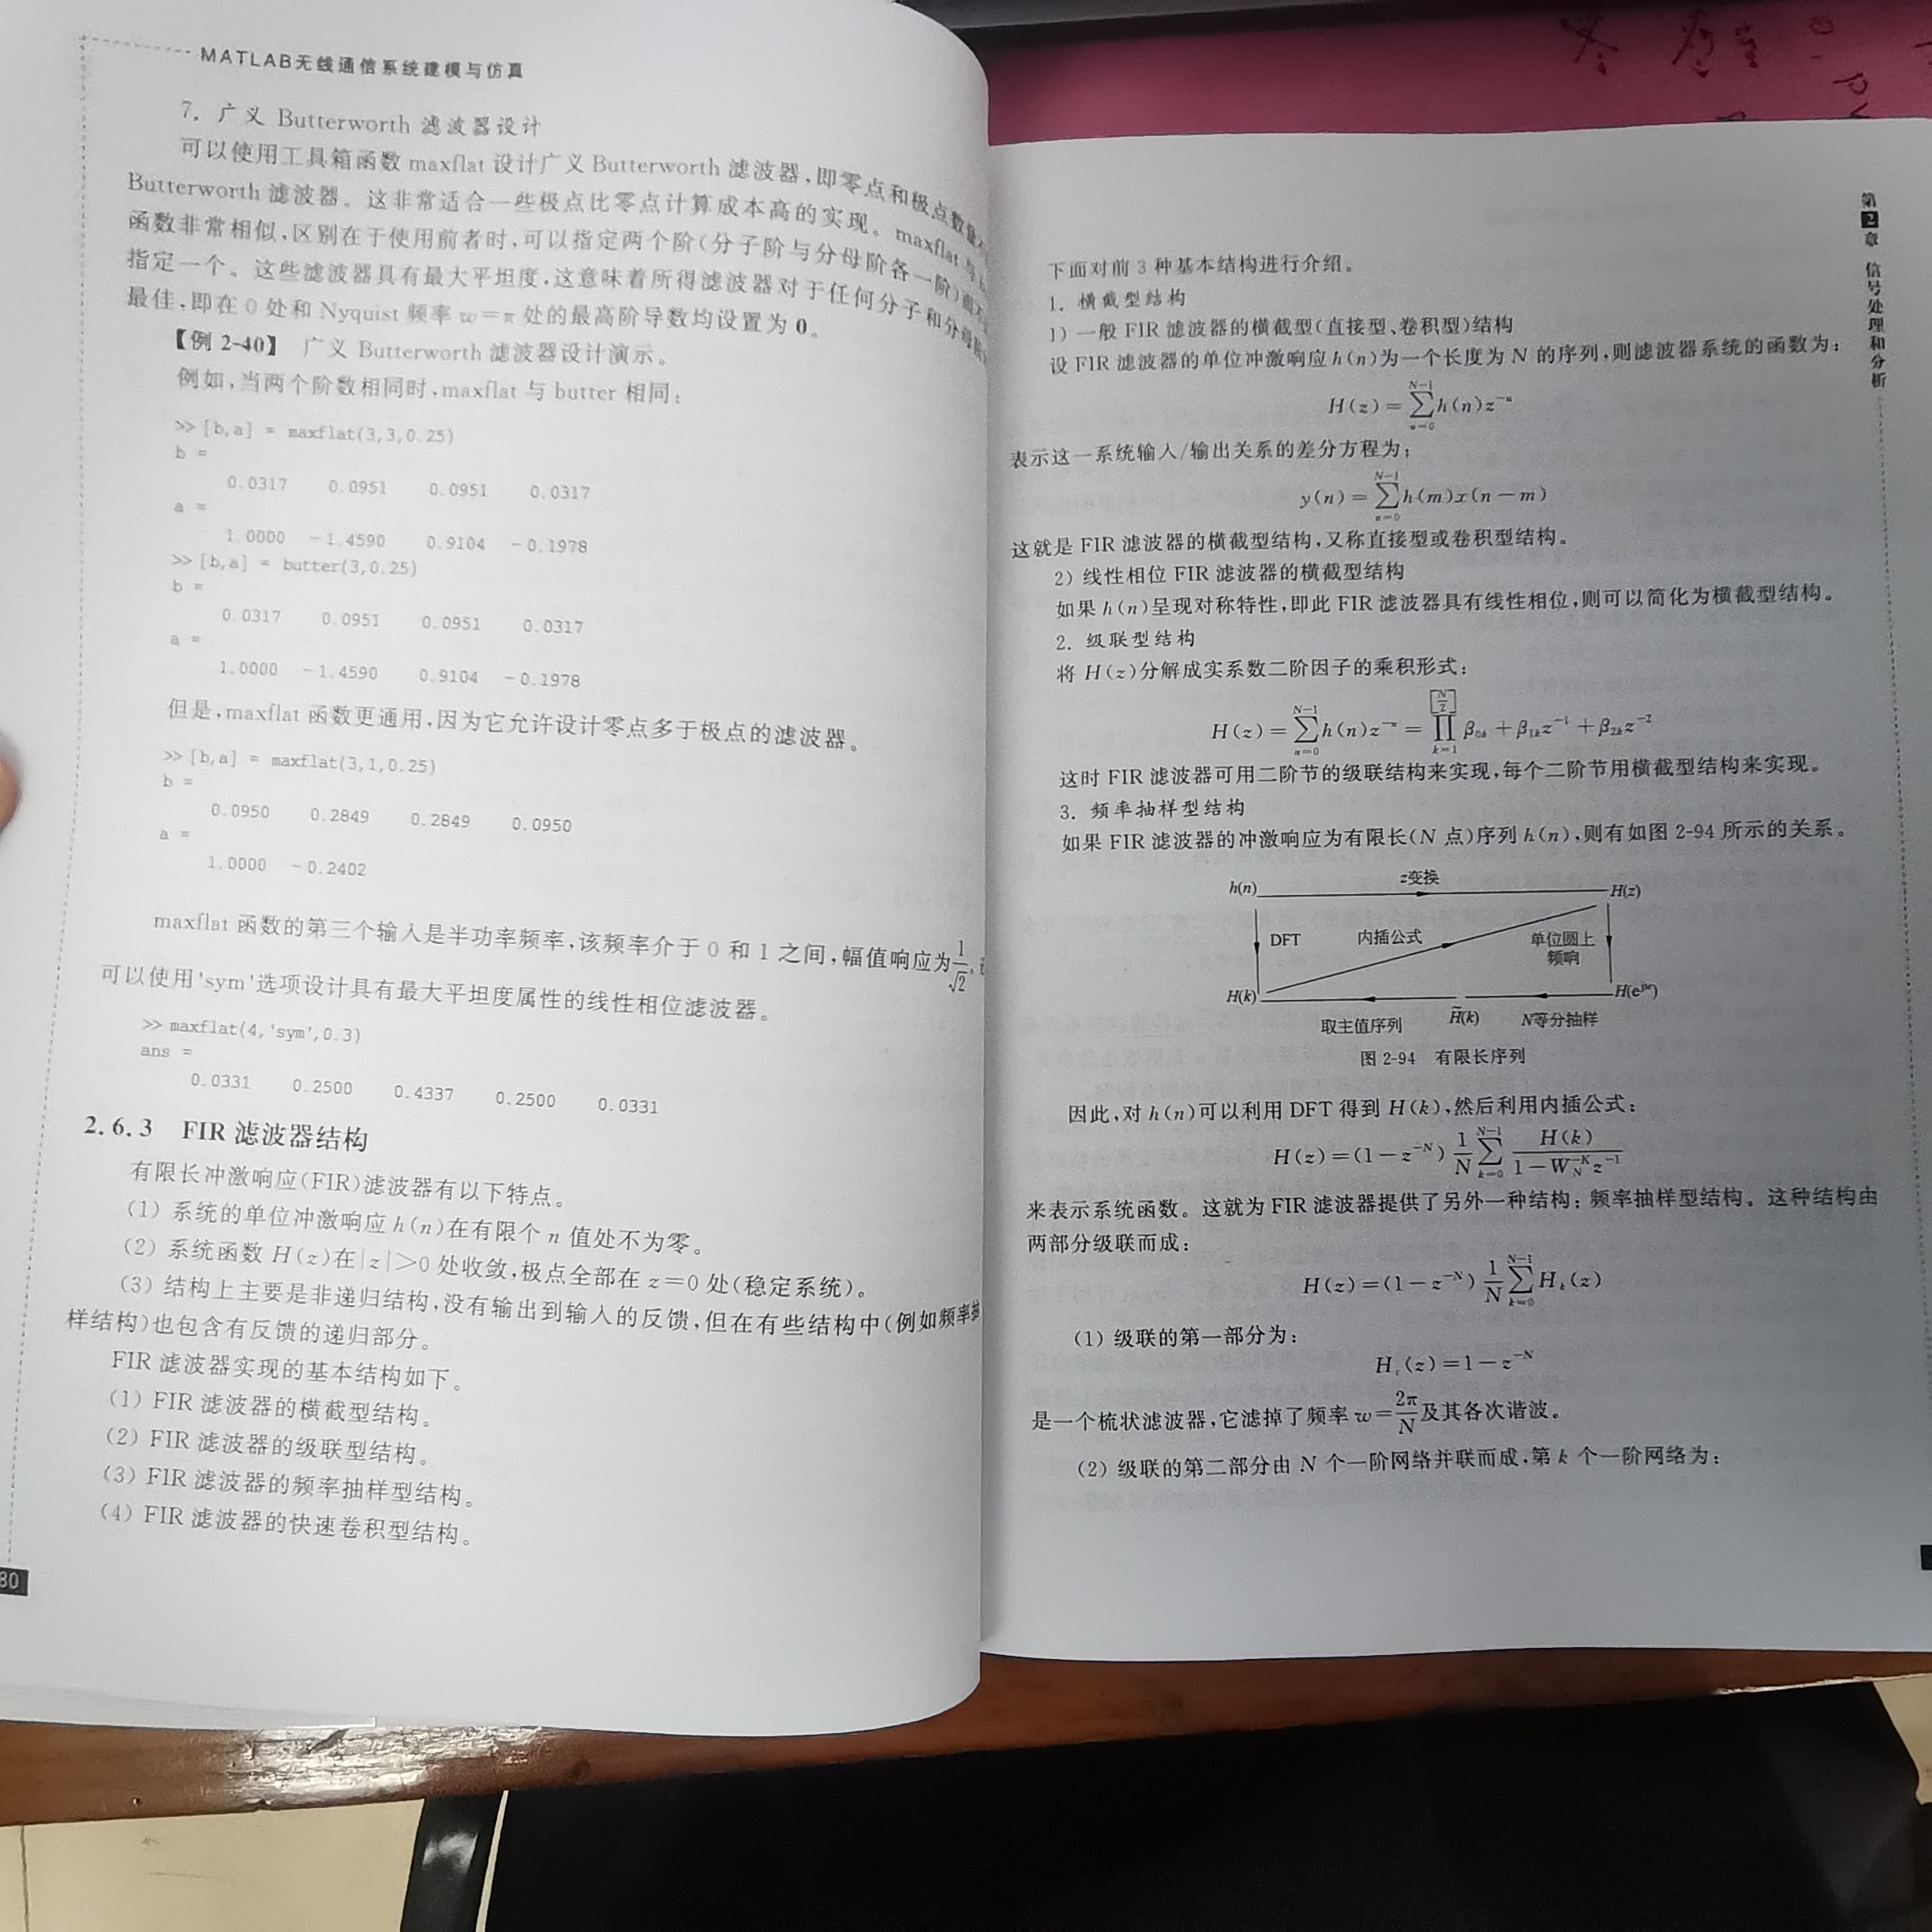 MATLAB无线通信系统建模与仿真
7. 广义 Butterworth 滤波器设计
可以使用工具箱函数 maxflat 设计广义 Butterworth 滤波器,即零点和极点数量
Butterworth 滤波器。这非常适合一些极点比零点计算成本高的实现。maxflat 与
函数非常相似,区别在于使用前者时,可以指定两个阶(分子阶与分母阶各一阶)而
指定一个。这些滤波器具有最大平坦度,这意味着所得滤波器对于任何分子和分母
最佳,即在 0 处和 Nyquist 频率 w=π 处的最高阶导数均设置为 0。
【例 2-40】 广义 Butterworth 滤波器设计演示。
例如,当两个阶数相同时,maxflat 与 butter 相同:
>> [b,a] = maxflat(3,3,0.25)
b =
0.0317 0.0951 0.0951 0.0317
a =
1.0000 -1.4590 0.9104 -0.1978
>> [b,a] = butter(3,0.25)
b =
0.0317 0.0951 0.0951 0.0317
a =
1.0000 -1.4590 0.9104 -0.1978
但是,maxflat 函数更通用,因为它允许设计零点多于极点的滤波器。
>> [b,a] = maxflat(3,1,0.25)
b =
0.0950 0.2849 0.2849 0.0950
a =
1.0000 -0.2402
maxflat 函数的第三个输入是半功率频率,该频率介于 0 和 1 之间,幅值响应为 1/√2。
可以使用'sym'选项设计具有最大平坦度属性的线性相位滤波器。
>> maxflat(4,'sym',0.3)
ans =
0.0331 0.2500 0.4337 0.2500 0.0331
2.6.3 FIR 滤波器结构
有限长冲激响应(FIR)滤波器有以下特点。
(1) 系统的单位冲激响应 h(n)在有限个 n 值处不为零。
(2) 系统函数 H(z)在|z|>0 处收敛,极点全部在 z=0 处(稳定系统)。
(3) 结构上主要是非递归结构,没有输出到输入的反馈,但在有些结构中(例如频率抽
样结构)也包含有反馈的递归部分。
FIR 滤波器实现的基本结构如下。
(1) FIR 滤波器的横截型结构。
(2) FIR 滤波器的级联型结构。
(3) FIR 滤波器的频率抽样型结构。
(4) FIR 滤波器的快速卷积型结构。
80
第2章 信号处理和分析
下面对前 3 种基本结构进行介绍。
1. 横截型结构
1) 一般 FIR 滤波器的横截型(直接型、卷积型)结构
设 FIR 滤波器的单位冲激响应 h(n)为一个长度为 N 的序列,则滤波器系统的函数为:
H(z) = ∑_{n=0}^{N-1} h(n)z^{-n}
表示这一系统输入/输出关系的差分方程为:
y(n) = ∑_{n=0}^{N-1} h(m)x(n-m)
这就是 FIR 滤波器的横截型结构,又称直接型或卷积型结构。
2) 线性相位 FIR 滤波器的横截型结构
如果 h(n)呈现对称特性,即此 FIR 滤波器具有线性相位,则可以简化为横截型结构。
2. 级联型结构
将 H(z)分解成实系数二阶因子的乘积形式:
H(z) = ∑_{n=0}^{N-1} h(n)z^{-n} = ∏_{k=1}^{[N/2]} β_{0k} + β_{1k}z^{-1} + β_{2k}z^{-2}
这时 FIR 滤波器可用二阶节的级联结构来实现,每个二阶节用横截型结构来实现。
3. 频率抽样型结构
如果 FIR 滤波器的冲激响应为有限长(N 点)序列 h(n),则有如图 2-94 所示的关系。
h(n) z变换 H(z)
DFT 内插公式 单位圆上
频响
H(k) H(e^{jw})
取主值序列 H̃(k) N等分抽样
图 2-94 有限长序列
因此,对 h(n)可以利用 DFT 得到 H(k),然后利用内插公式:
H(z) = (1-z^{-N}) 1/N ∑_{k=0}^{N-1} H(k)/(1-W_N^{-K}z^{-1})
来表示系统函数。这就为 FIR 滤波器提供了另外一种结构:频率抽样型结构。这种结构由
两部分级联而成:
H(z) = (1-z^{-N}) 1/N ∑_{k=0}^{N-1} H_k(z)
(1) 级联的第一部分为:
H_c(z) = 1-z^{-N}
是一个梳状滤波器,它滤掉了频率 w=2π/N 及其各次谐波。
(2) 级联的第二部分由 N 个一阶网络并联而成,第 k 个一阶网络为: